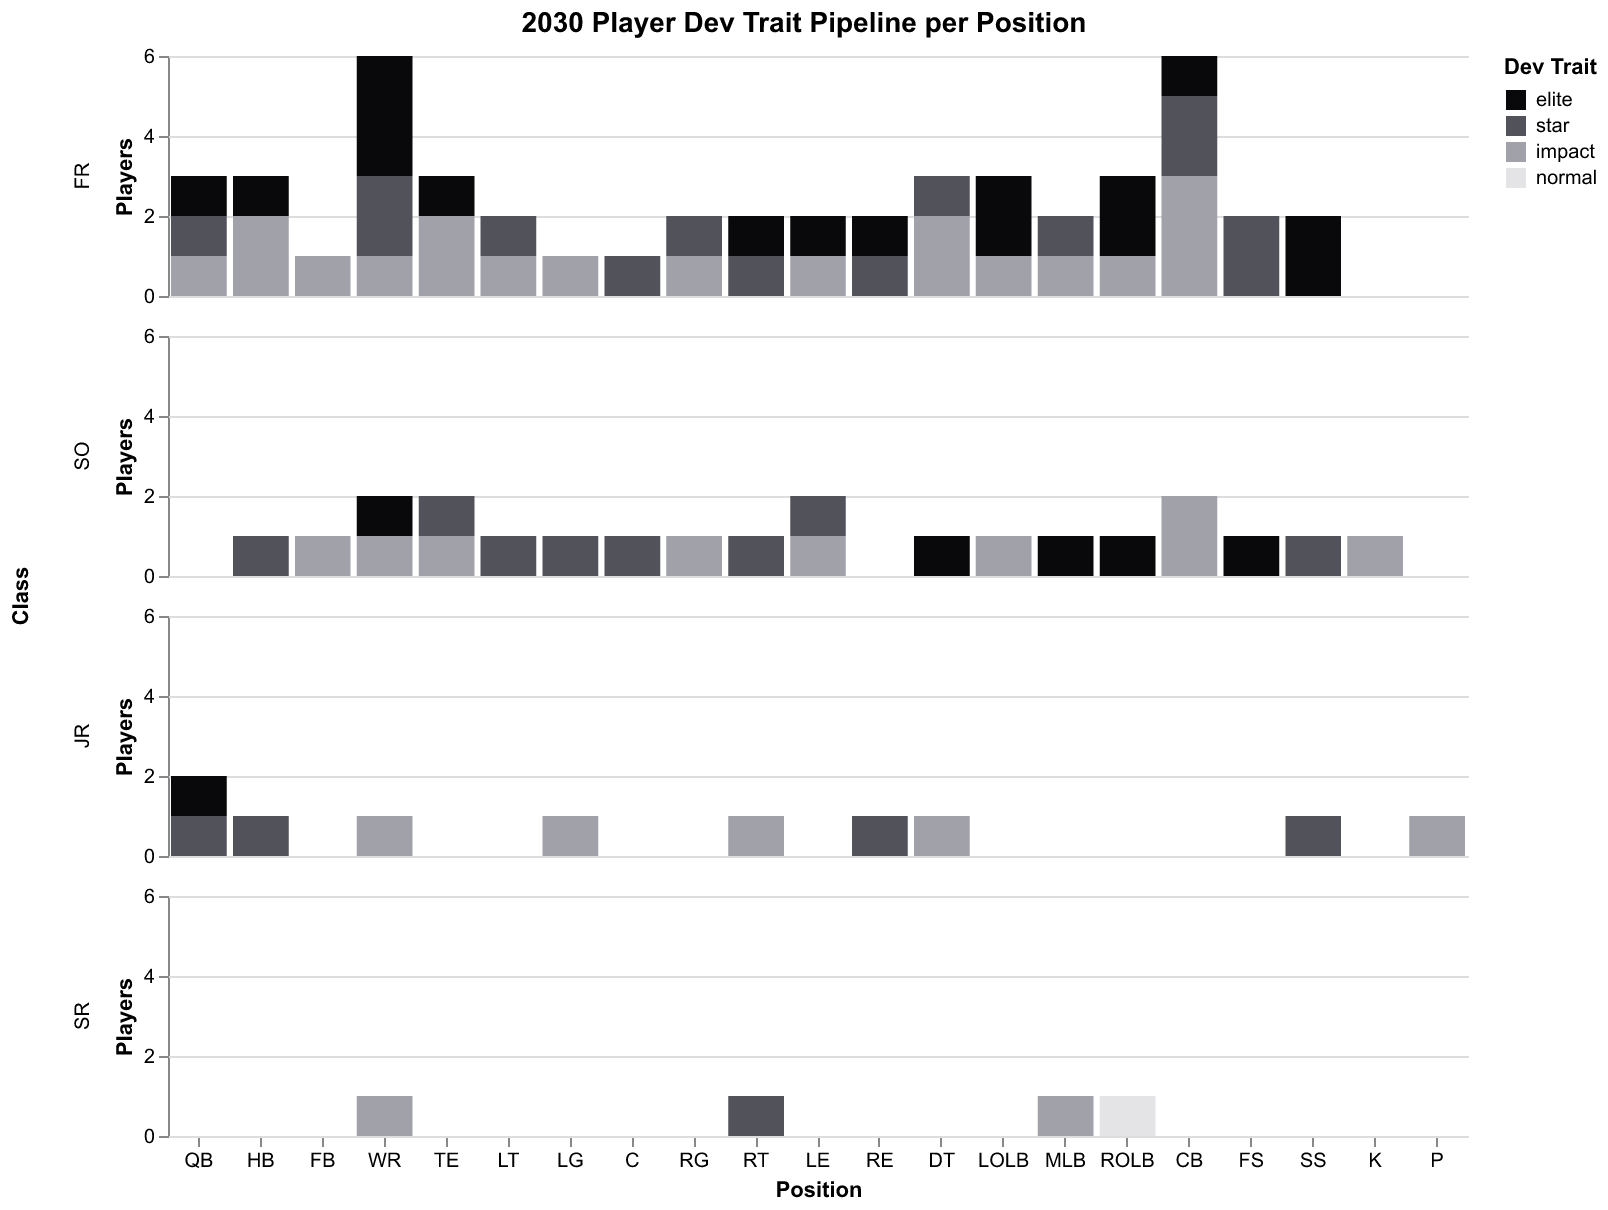 2030 Player Dev Trait Pipeline per Position
Dev Trait
elite
star
impact
normal
Class
FR
Players
6
4
2
0
SO
Players
6
4
2
0
JR
Players
6
4
2
0
SR
Players
6
4
2
0
QB HB FB WR TE LT LG C RG RT LE RE DT LOLB MLB ROLB CB FS SS K P
Position